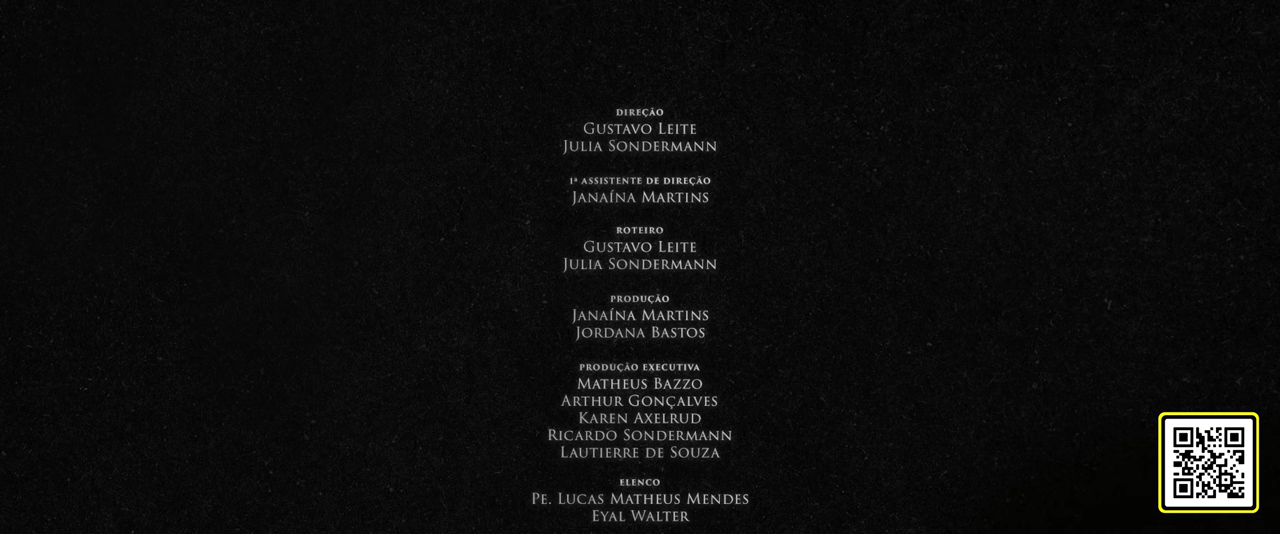 DIREÇÃO
GUSTAVO LEITE
JULIA SONDERMANN
1ª ASSISTENTE DE DIREÇÃO
JANAÍNA MARTINS
ROTEIRO
GUSTAVO LEITE
JULIA SONDERMANN
PRODUÇÃO
JANAÍNA MARTINS
JORDANA BASTOS
PRODUÇÃO EXECUTIVA
MATHEUS BAZZO
ARTHUR GONÇALVES
KAREN AXELRUD
RICARDO SONDERMANN
LAUTIERRE DE SOUZA
ELENCO
PE. LUCAS MATHEUS MENDES
EYAL WALTER